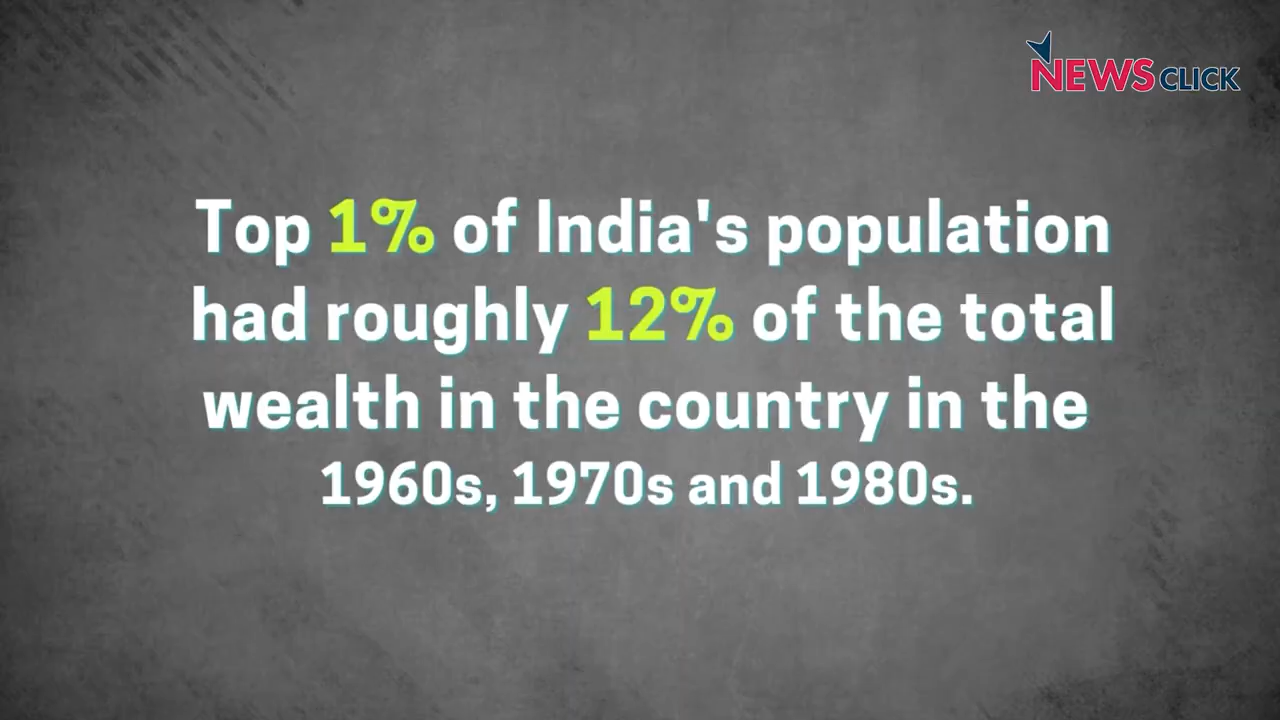 NEWSCLICK
Top 1% of India's population
had roughly 12% of the total
wealth in the country in the
1960s, 1970s and 1980s.